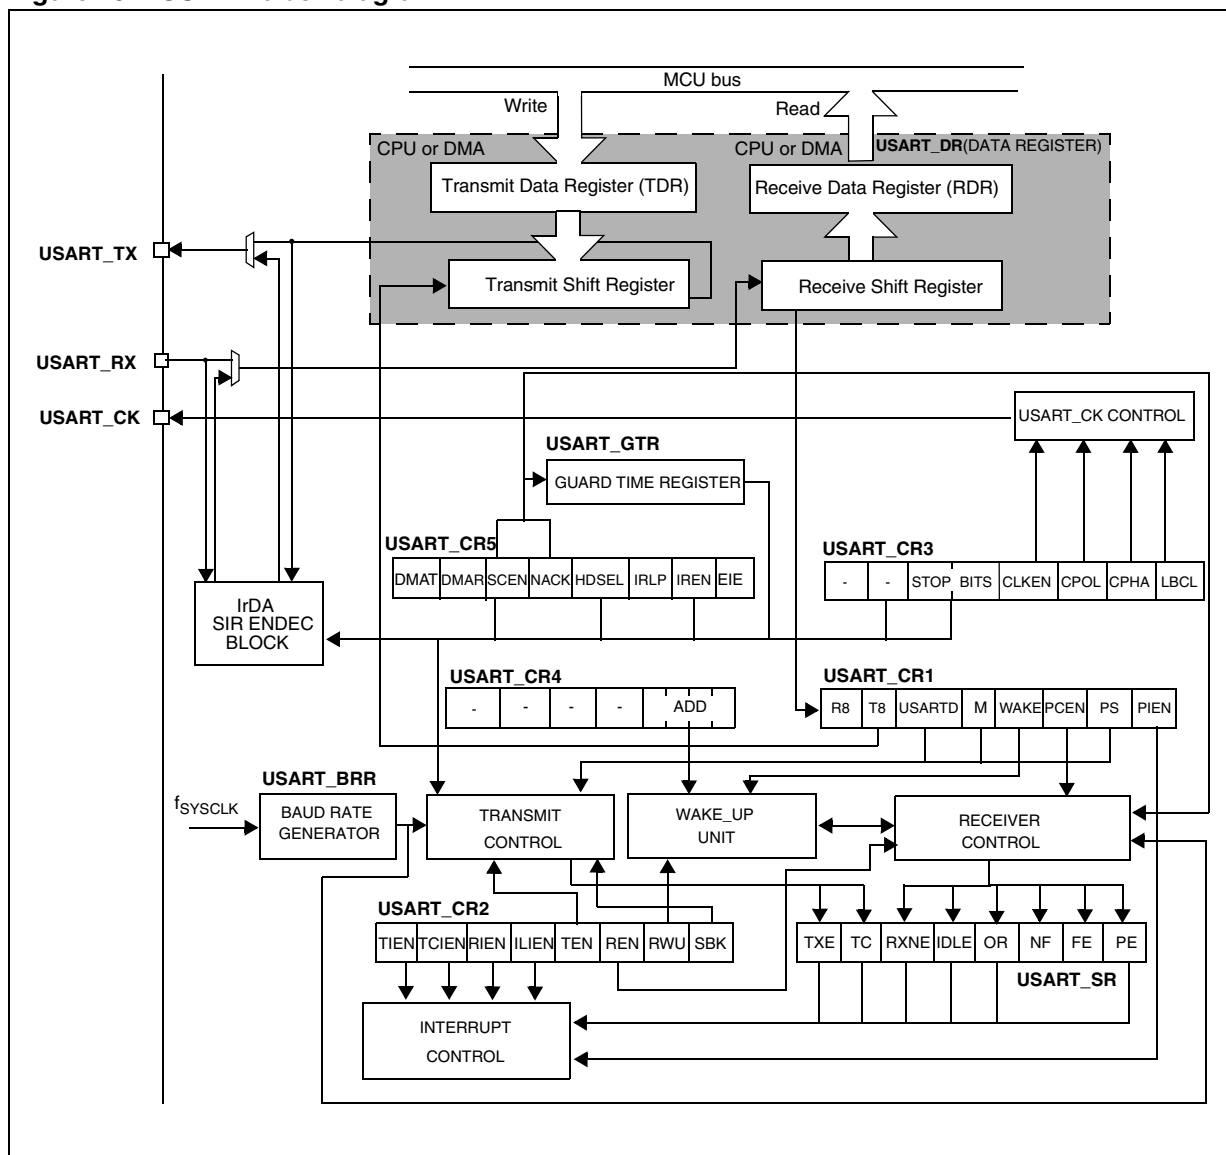 MCU bus
Write
Read
CPU or DMA
CPU or DMA
USART_DR(DATA REGISTER)
Transmit Data Register (TDR)
Receive Data Register (RDR)
USART_TX
Transmit Shift Register
Receive Shift Register
USART_RX
USART_CK
USART_CK CONTROL
USART_GTR
GUARD TIME REGISTER
USART_CR5
USART_CR3
DMAT DMAR SCEN NACK HDSEL IRLP IREN EIE
- - STOP BITS CLKEN CPOL CPHA LBCL
IrDA
SIR ENDEC
BLOCK
USART_CR4
USART_CR1
- - - - ADD
R8 T8 USARTD M WAKE PCEN PS PIEN
USART_BRR
fSYSCLK
BAUD RATE
GENERATOR
TRANSMIT
CONTROL
WAKE_UP
UNIT
RECEIVER
CONTROL
USART_CR2
TIEN TCIEN RIEN ILIEN TEN REN RWU SBK
TXE TC RXNE IDLE OR NF FE PE
USART_SR
INTERRUPT
CONTROL